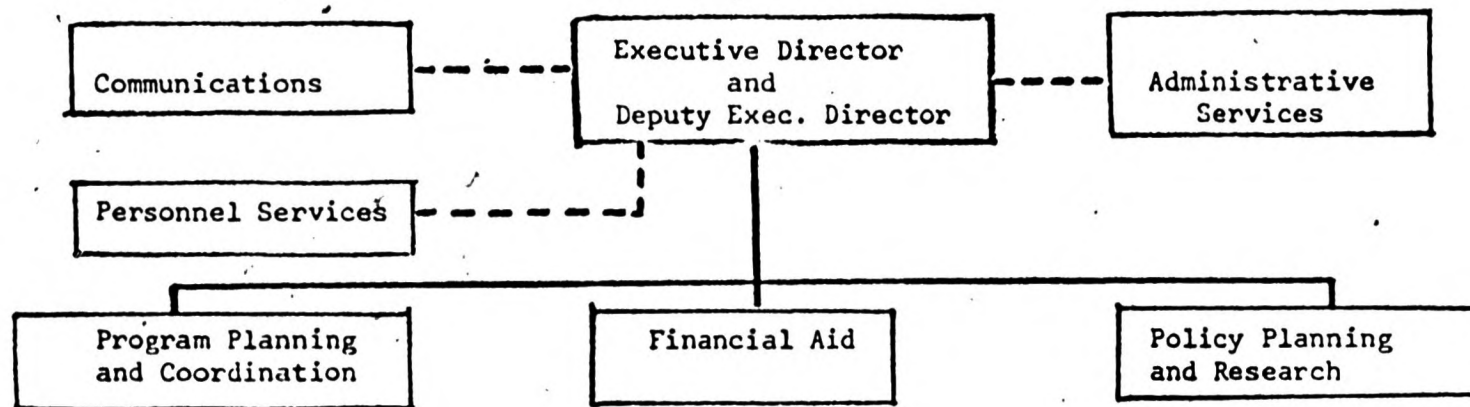 Communications
Executive Director
and
Deputy Exec. Director
Administrative
Services
Personnel Services
Program Planning
and Coordination
Financial Aid
Policy Planning
and Research